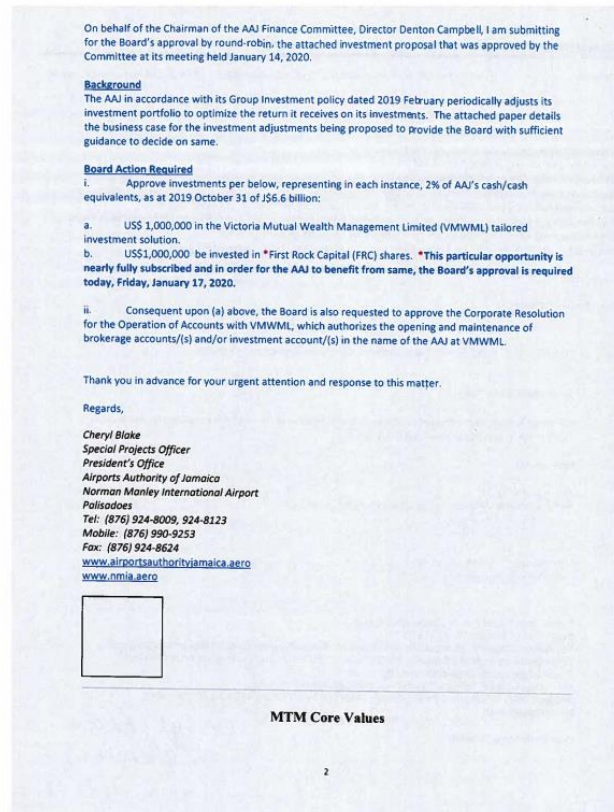 On behalf of the Chairman of the AAJ Finance Committee, Director Denton Campbell, I am submitting
for the Board's approval by round-robin, the attached investment proposal that was approved by the
Committee at its meeting held January 14, 2020.
Background
The AAJ in accordance with its Group Investment policy dated 2019 February periodically adjusts its
investment portfolio to optimize the return it receives on its investments. The attached paper details
the business case for the investment adjustments being proposed to provide the Board with sufficient
guidance to decide on same.
Board Action Required
i. Approve investments per below, representing in each instance, 2% of AAJ's cash/cash
equivalents, as at 2019 October 31 of J$6.6 billion:
a. US$ 1,000,000 in the Victoria Mutual Wealth Management Limited (VMWML) tailored
investment solution.
b. US$1,000,000 be invested in *First Rock Capital (FRC) shares. *This particular opportunity is
nearly fully subscribed and in order for the AAJ to benefit from same, the Board's approval is required
today, Friday, January 17, 2020.
ii. Consequent upon (a) above, the Board is also requested to approve the Corporate Resolution
for the Operation of Accounts with VMWML, which authorizes the opening and maintenance of
brokerage accounts/(s) and/or investment account/(s) in the name of the AAJ at VMWML.
Thank you in advance for your urgent attention and response to this matter.
Regards,
Cheryl Blake
Special Projects Officer
President's Office
Airports Authority of Jamaica
Norman Manley International Airport
Palisadoes
Tel: (876) 924-8009, 924-8123
Mobile: (876) 990-9253
Fax: (876) 924-8624
www.airportsauthorityjamaica.aero
www.nmia.aero
MTM Core Values
2